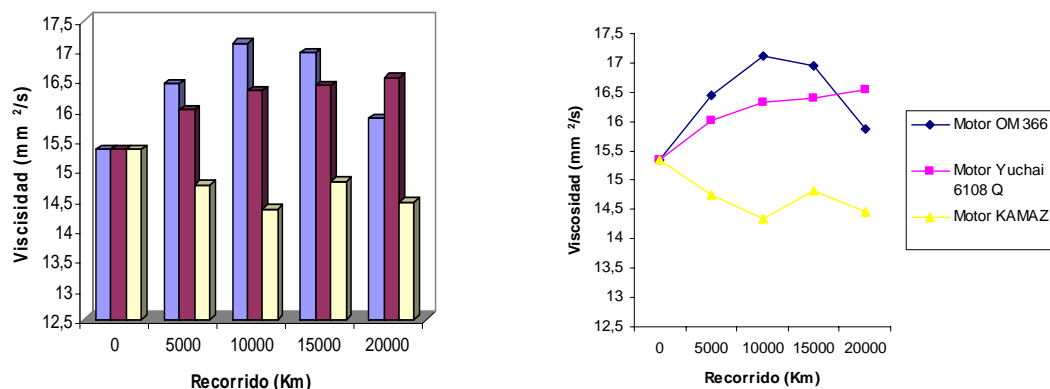 17,5
17
16,5
16
15,5
15
14,5
14
13,5
13
12,5
Viscisidad (mm ²/s)
0 5000 10000 15000 20000
Recorrido (Km)
17,5
17
16,5
16
15,5
15
14,5
14
13,5
13
12,5
Viscosidad (mm ²/s)
0 5000 10000 15000 20000
Recorrido (Km)
Motor OM 366
Motor Yuchai
6108 Q
Motor KAMAZ